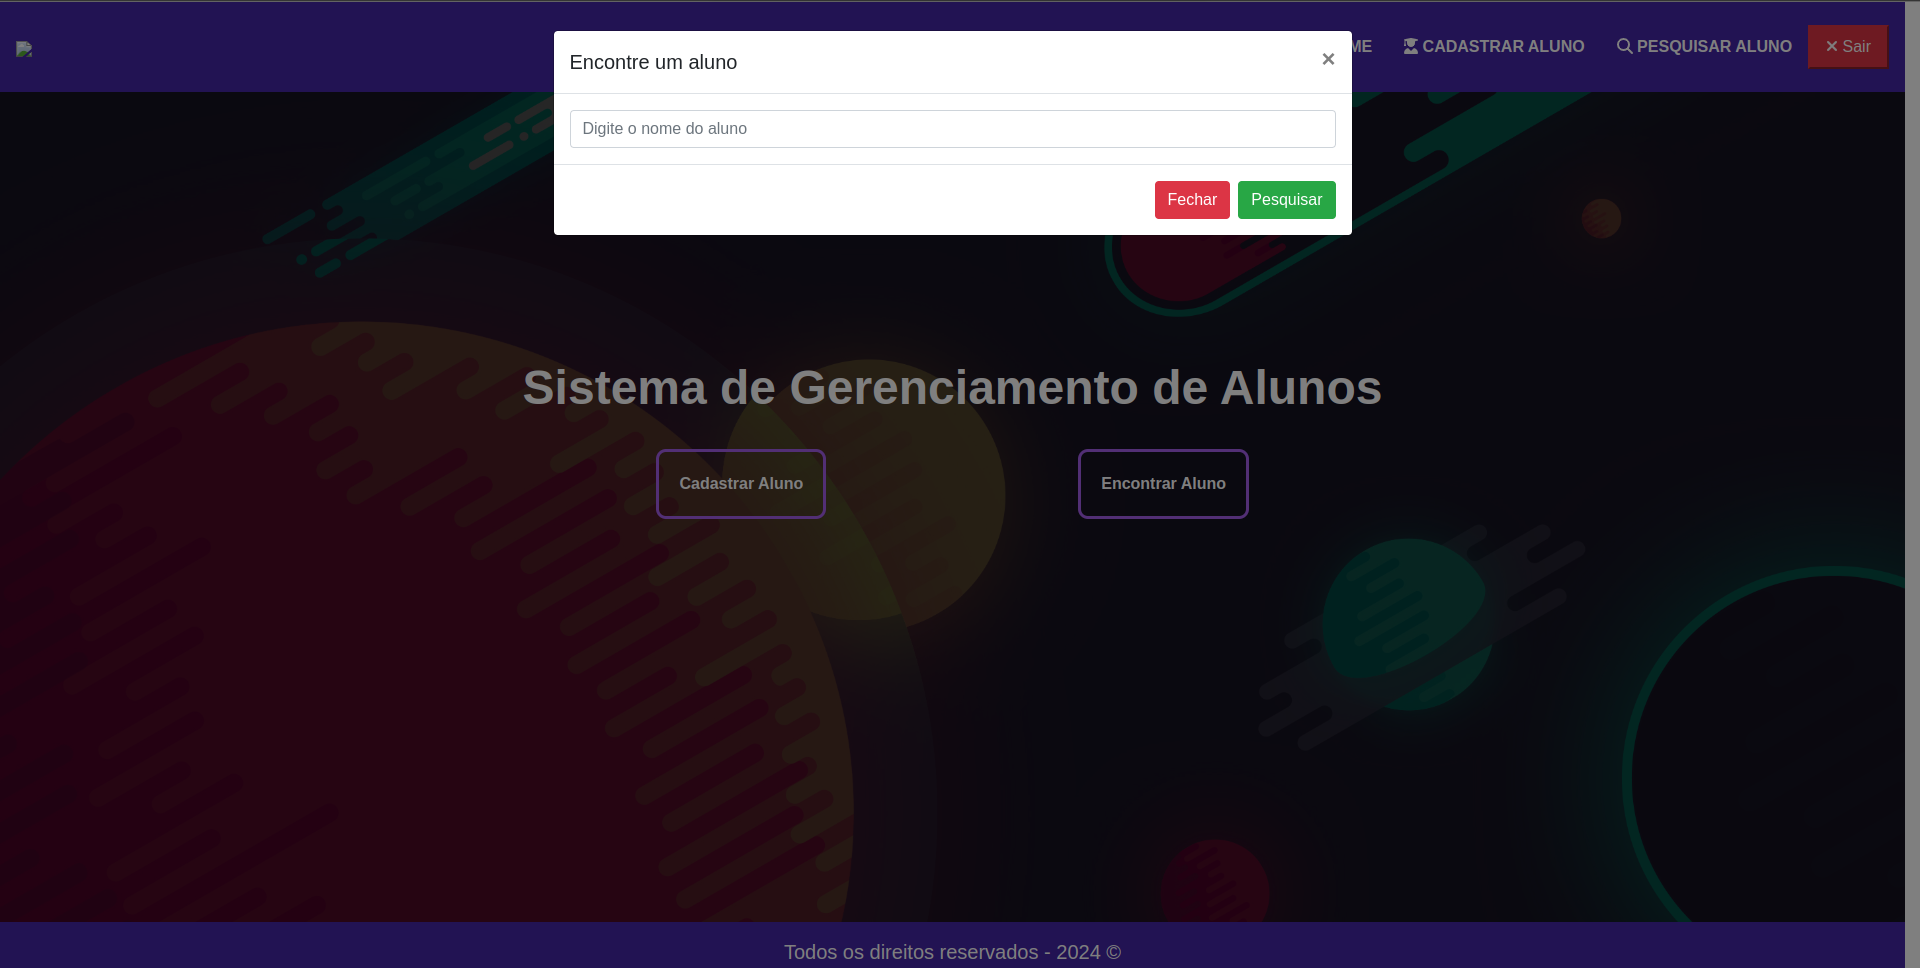 Encontre um aluno
×
ME
CADASTRAR ALUNO
PESQUISAR ALUNO
Sair
Digite o nome do aluno
Fechar
Pesquisar
Sistema de Gerenciamento de Alunos
Cadastrar Aluno
Encontrar Aluno
Todos os direitos reservados - 2024 ©